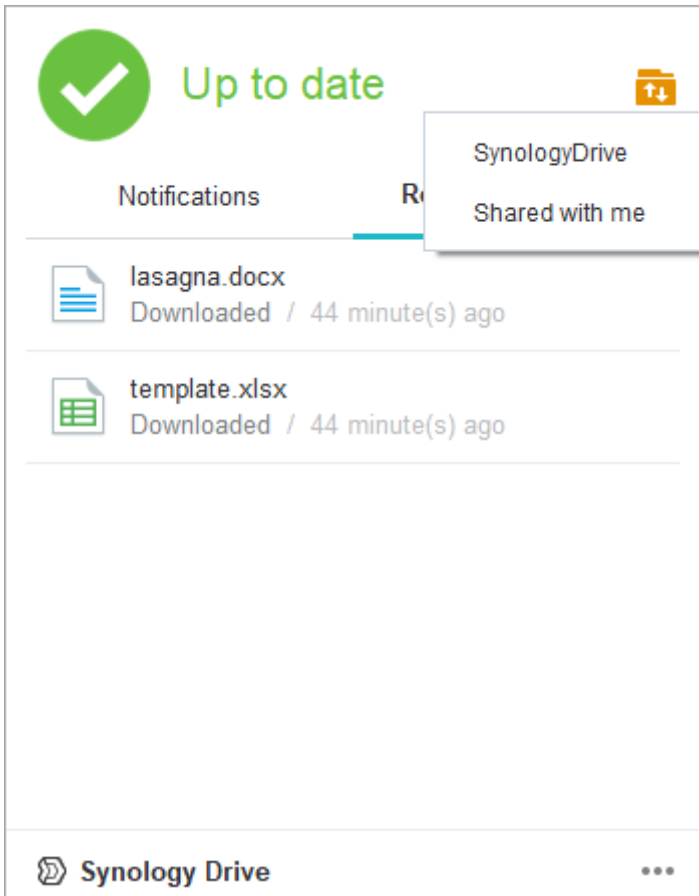 Up to date
SynologyDrive
Shared with me
Notifications
lasagna.docx
Downloaded / 44 minute(s) ago
template.xlsx
Downloaded / 44 minute(s) ago
Synology Drive